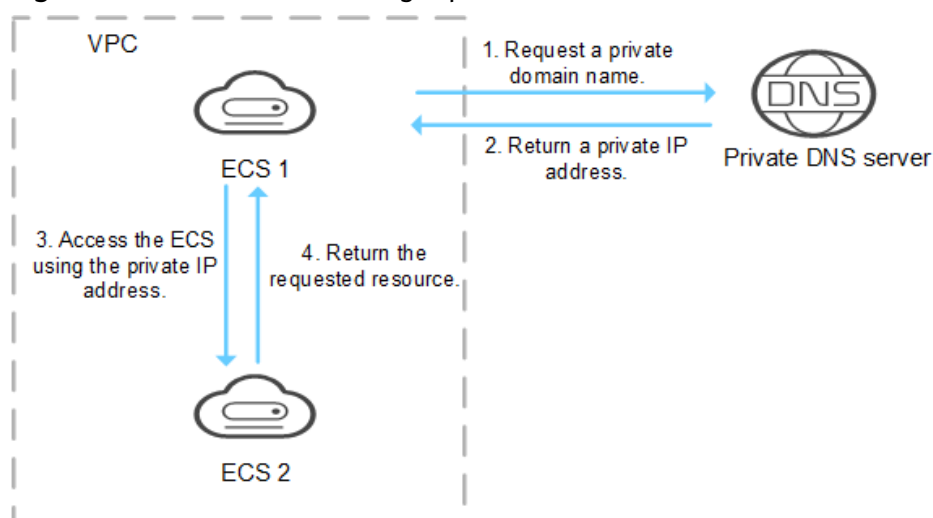 VPC
1. Request a private
domain name.
DNS
2. Return a private IP
address.
Private DNS server
ECS 1
3. Access the ECS
using the private IP
address.
4. Return the
requested resource.
ECS 2